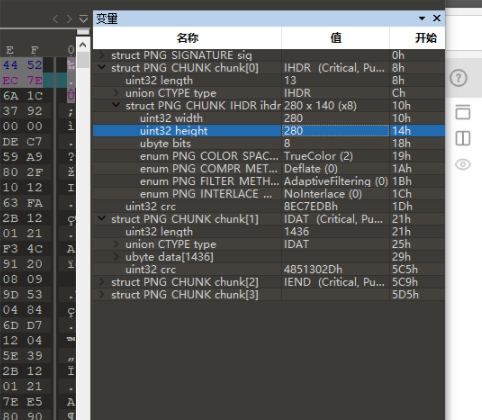 变量
E F 0 名称 值 开始
44 52 struct PNG SIGNATURE sig 0h
EC 7E struct PNG CHUNK chunk[0] IHDR (Critical, Pu... 8h
uint32 length 13 8h
6A 1C union CTYPE type IHDR Ch
37 92 struct PNG CHUNK IHDR ihdr 280 x 140 (x8) 10h
00 00 uint32 width 280 10h
DE C7 uint32 height 280 14h
59 A9 ubyte bits 8 18h
80 2F enum PNG COLOR SPAC... TrueColor (2) 19h
10 12 enum PNG COMPR MET... Deflate (0) 1Ah
63 FA enum PNG FILTER METH... AdaptiveFiltering (0) 1Bh
2B 12 enum PNG INTERLACE ... NoInterlace (0) 1Ch
01 21 uint32 crc 8EC7EDBh 1Dh
F3 4C struct PNG CHUNK chunk[1] IDAT (Critical, Pu... 21h
91 20 uint32 length 1436 21h
08 09 union CTYPE type IDAT 25h
9D 53 ubyte data[1436] 29h
04 84 uint32 crc 4851302Dh 5C5h
6D D7 struct PNG CHUNK chunk[2] IEND (Critical, Pu... 5C9h
12 04 struct PNG CHUNK chunk[3] 5D5h
5E 39
2B 12
01 21
7E E5
80 90